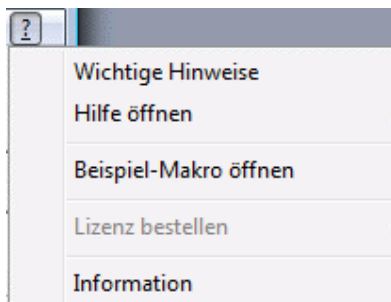 ?
Wichtige Hinweise
Hilfe öffnen
Beispiel-Makro öffnen
Lizenz bestellen
Information